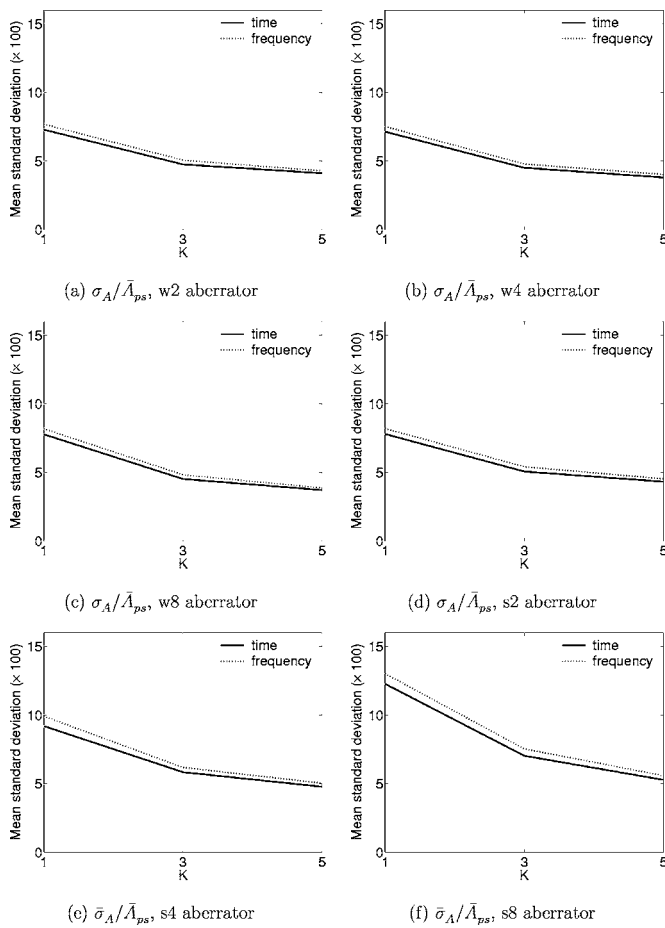 time
frequency
Mean standard deviation (× 100)
15
10
5
0
1 3 5
K
(a) σ_A/Ā_ps, w2 aberrator
time
frequency
Mean standard deviation (× 100)
15
10
5
0
1 3 5
K
(b) σ_A/Ā_ps, w4 aberrator
time
frequency
Mean standard deviation (× 100)
15
10
5
0
1 3 5
K
(c) σ_A/Ā_ps, w8 aberrator
time
frequency
Mean standard deviation (× 100)
15
10
5
0
1 3 5
K
(d) σ_A/Ā_ps, s2 aberrator
time
frequency
Mean standard deviation (× 100)
15
10
5
0
1 3 5
K
(e) σ̄_A/Ā_ps, s4 aberrator
time
frequency
Mean standard deviation (× 100)
15
10
5
0
1 3 5
K
(f) σ̄_A/Ā_ps, s8 aberrator